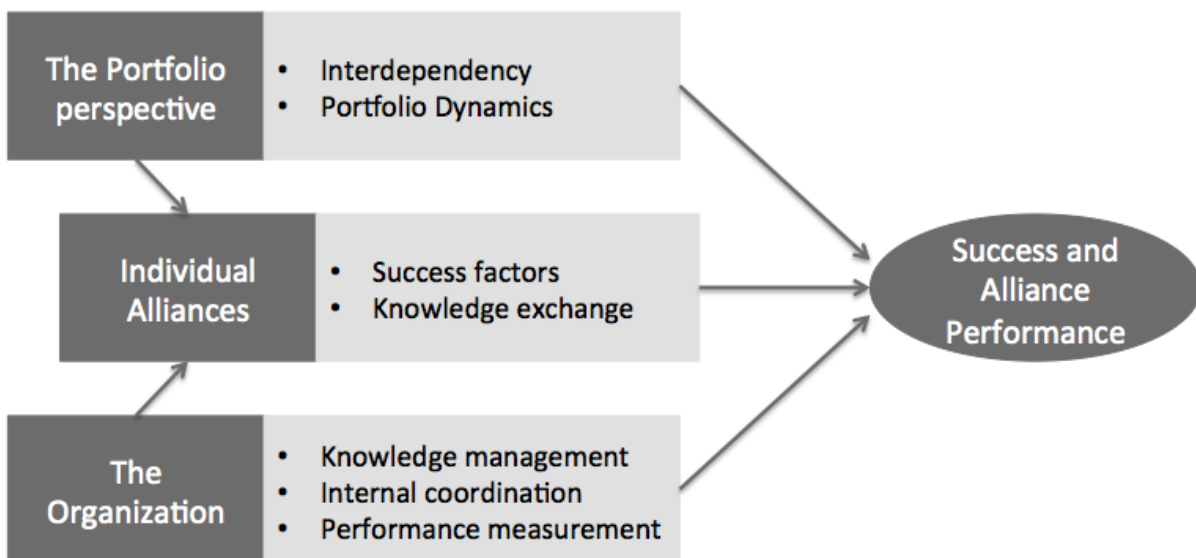 The Portfolio
perspective
• Interdependency
• Portfolio Dynamics
Individual
Alliances
• Success factors
• Knowledge exchange
Success and
Alliance
Performance
The
Organization
• Knowledge management
• Internal coordination
• Performance measurement